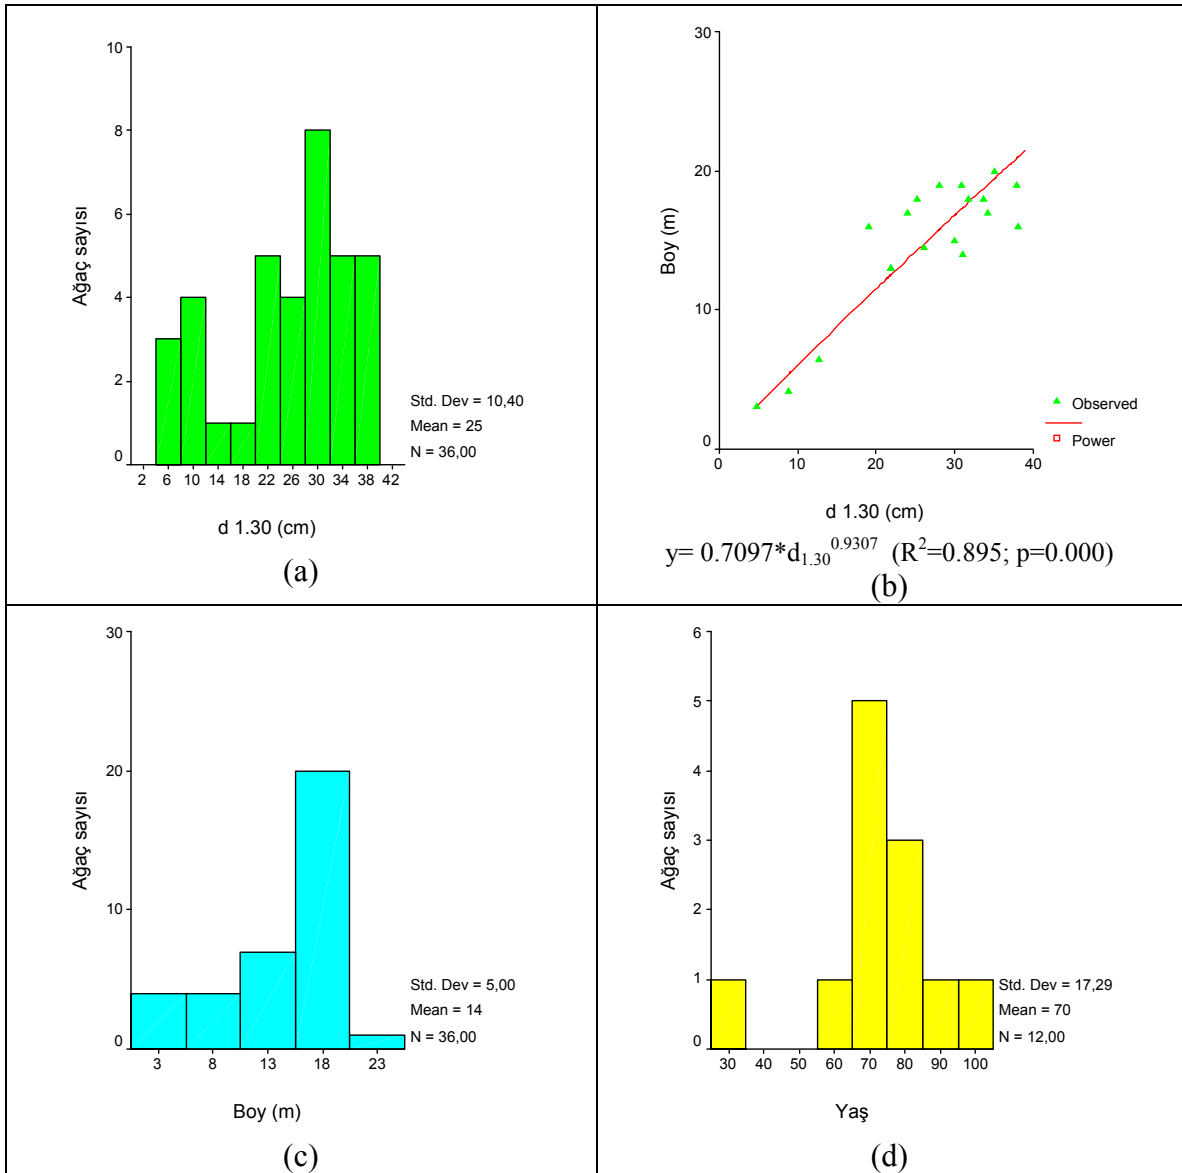 10
8
6
4
2
0
Ağaç sayısı
2 6 10 14 18 22 26 30 34 38 42
d 1.30 (cm)
Std. Dev = 10,40
Mean = 25
N = 36,00
(a)
30
20
10
0
Boy (m)
0 10 20 30 40
d 1.30 (cm)
Observed
Power
y= 0.7097*d₁.₃₀^0.9307 (R²=0.895; p=0.000)
(b)
30
20
10
0
Ağaç sayısı
3 8 13 18 23
Boy (m)
Std. Dev = 5,00
Mean = 14
N = 36,00
(c)
6
5
4
3
2
1
0
Ağaç sayısı
30 40 50 60 70 80 90 100
Yaş
Std. Dev = 17,29
Mean = 70
N = 12,00
(d)